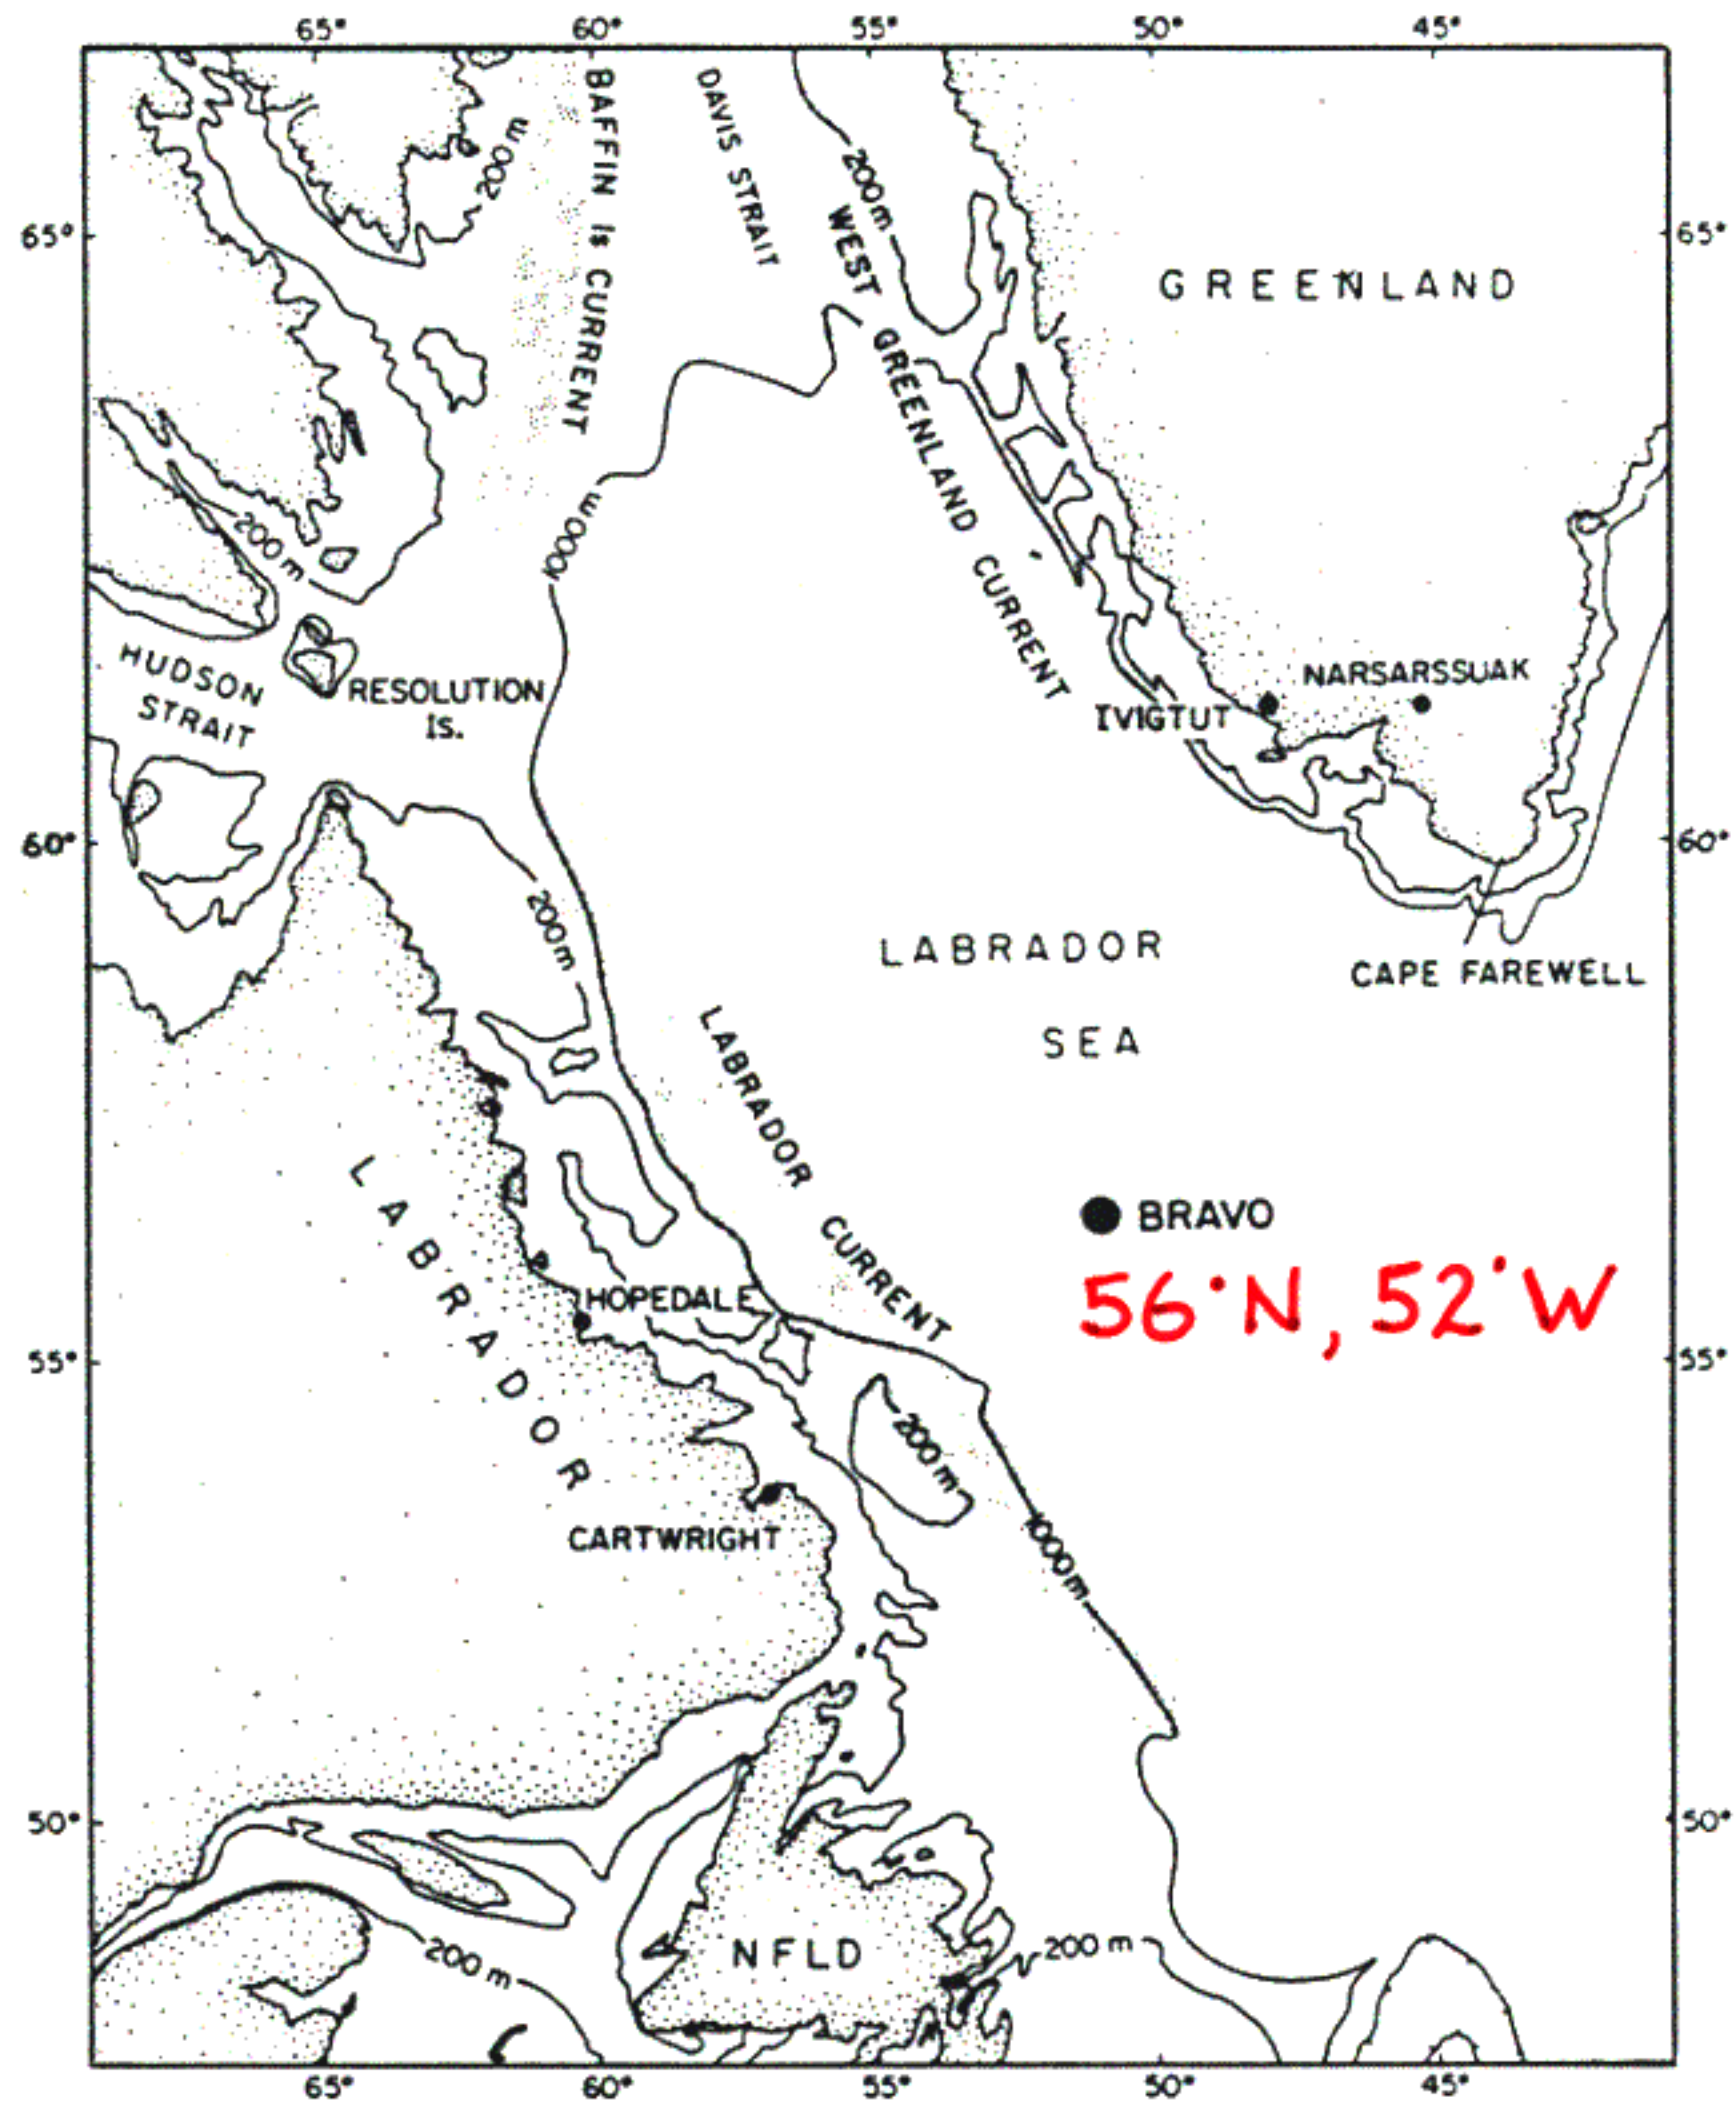 65° 60° 55° 50° 45°
BAFFIN Is CURRENT
DAVIS STRAIT
200m
200m
65°
65°
WEST GREENLAND CURRENT
GREENLAND
1000m
200m
HUDSON
STRAIT
RESOLUTION
IS.
NARSARSSUAK
IVIGTUT
60°
60°
200m
LABRADOR
SEA
CAPE FAREWELL
LABRADOR CURRENT
LABRADOR
BRAVO
56°N, 52°W
HOPEDALE
55°
55°
200m
CARTWRIGHT
1000m
50°
50°
NFLD
200m
200m
65° 60° 55° 50° 45°